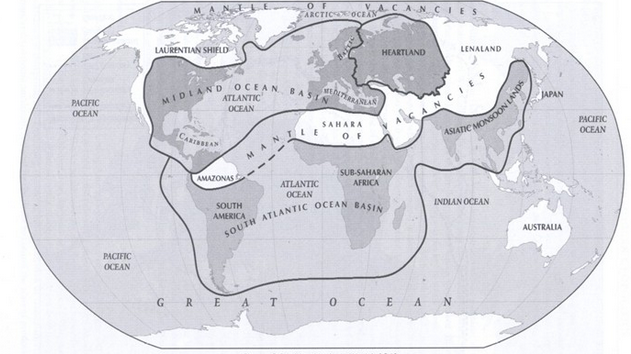 MANTLE OF VACANCIES
ARCTIC OCEAN
LAURENTIAN SHIELD
BALTIC
HEARTLAND
LENALAND
MIDLAND OCEAN BASIN
ATLANTIC
OCEAN
MEDITERRANEAN
PACIFIC
OCEAN
JAPAN
ASIATIC MONSOON LANDS
PACIFIC
OCEAN
SAHARA
MANTLE OF VACANCIES
CARIBBEAN
AMAZONAS
SUB-SAHARAN
AFRICA
ATLANTIC
OCEAN
SOUTH
AMERICA
SOUTH ATLANTIC OCEAN BASIN
INDIAN OCEAN
AUSTRALIA
PACIFIC
OCEAN
GREAT OCEAN